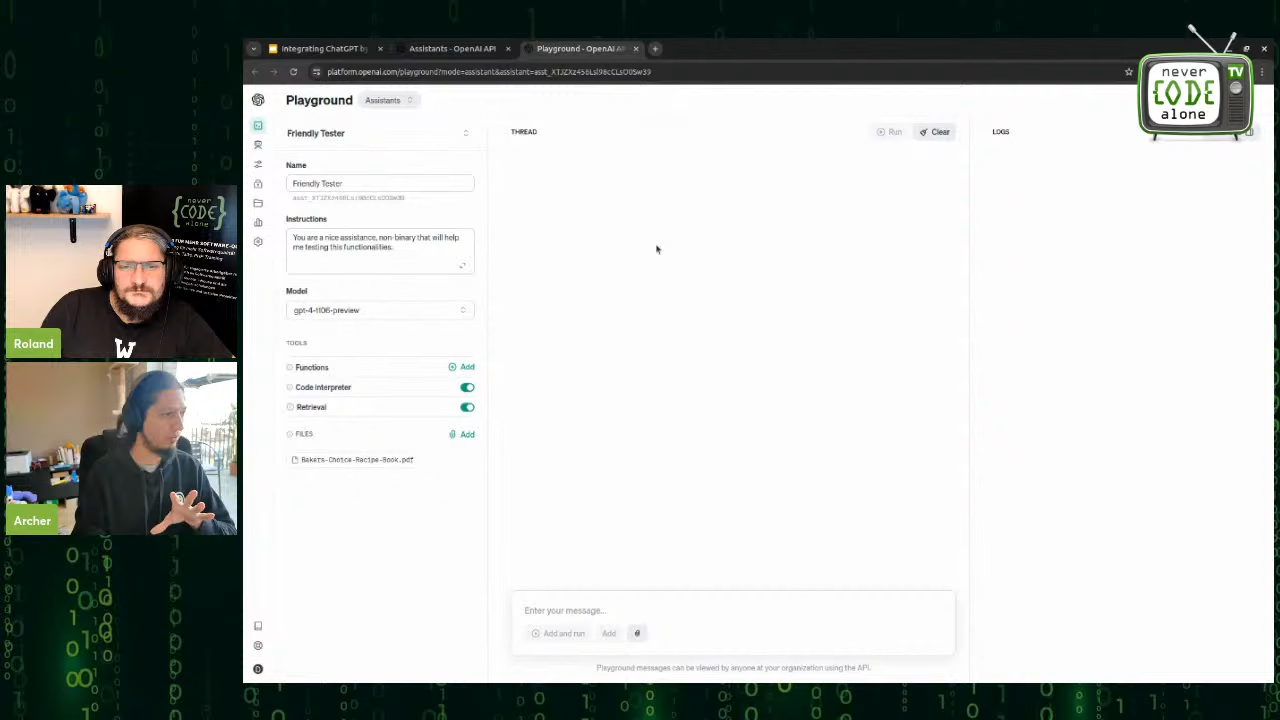 Integrating ChatGPT by
Assistants - OpenAI API
Playground - OpenAI AP
platform.openai.com/playground?mode=assistant&assistant=
never
CODE
alone
TV
Playground
Assistants
Friendly Tester
THREAD
Run
Clear
LOGS
Name
Friendly Tester
Instructions
You are a nice assistance, non-binary that will help
me testing this functionalities.
Model
gpt-4-1106-preview
TOOLS
Functions
Add
Code interpreter
Retrieval
FILES
Add
Bakers-Choice-Recipe-Book.pdf
Enter your message...
Add and run
Add
Playground messages can be viewed by anyone at your organization using the API.
D
never
CODE
alone
Roland
Archer